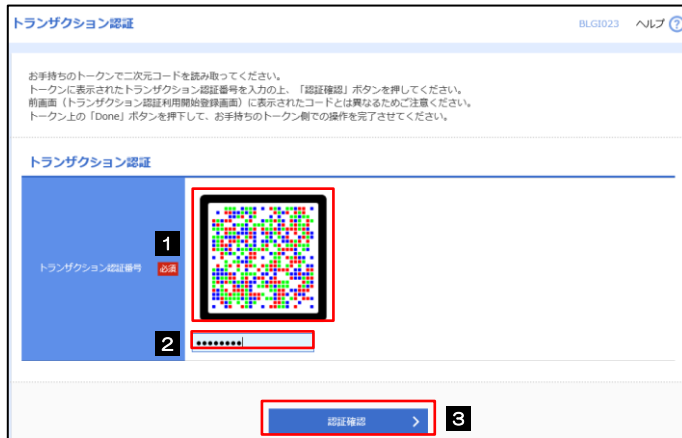 トランザクション認証
BLGI023 ヘルプ ?
お手持ちのトークンで二次元コードを読み取ってください。
トークンに表示されたトランザクション認証番号を入力の上、「認証確認」ボタンを押してください。
前画面（トランザクション認証利用開始登録画面）に表示されたコードとは異なるためご注意ください。
トークン上の「Done」ボタンを押下して、お手持ちのトークン側での操作を完了させてください。
トランザクション認証
1
トランザクション認証番号 必須
2 ●●●●●●●●
認証確認 > 3